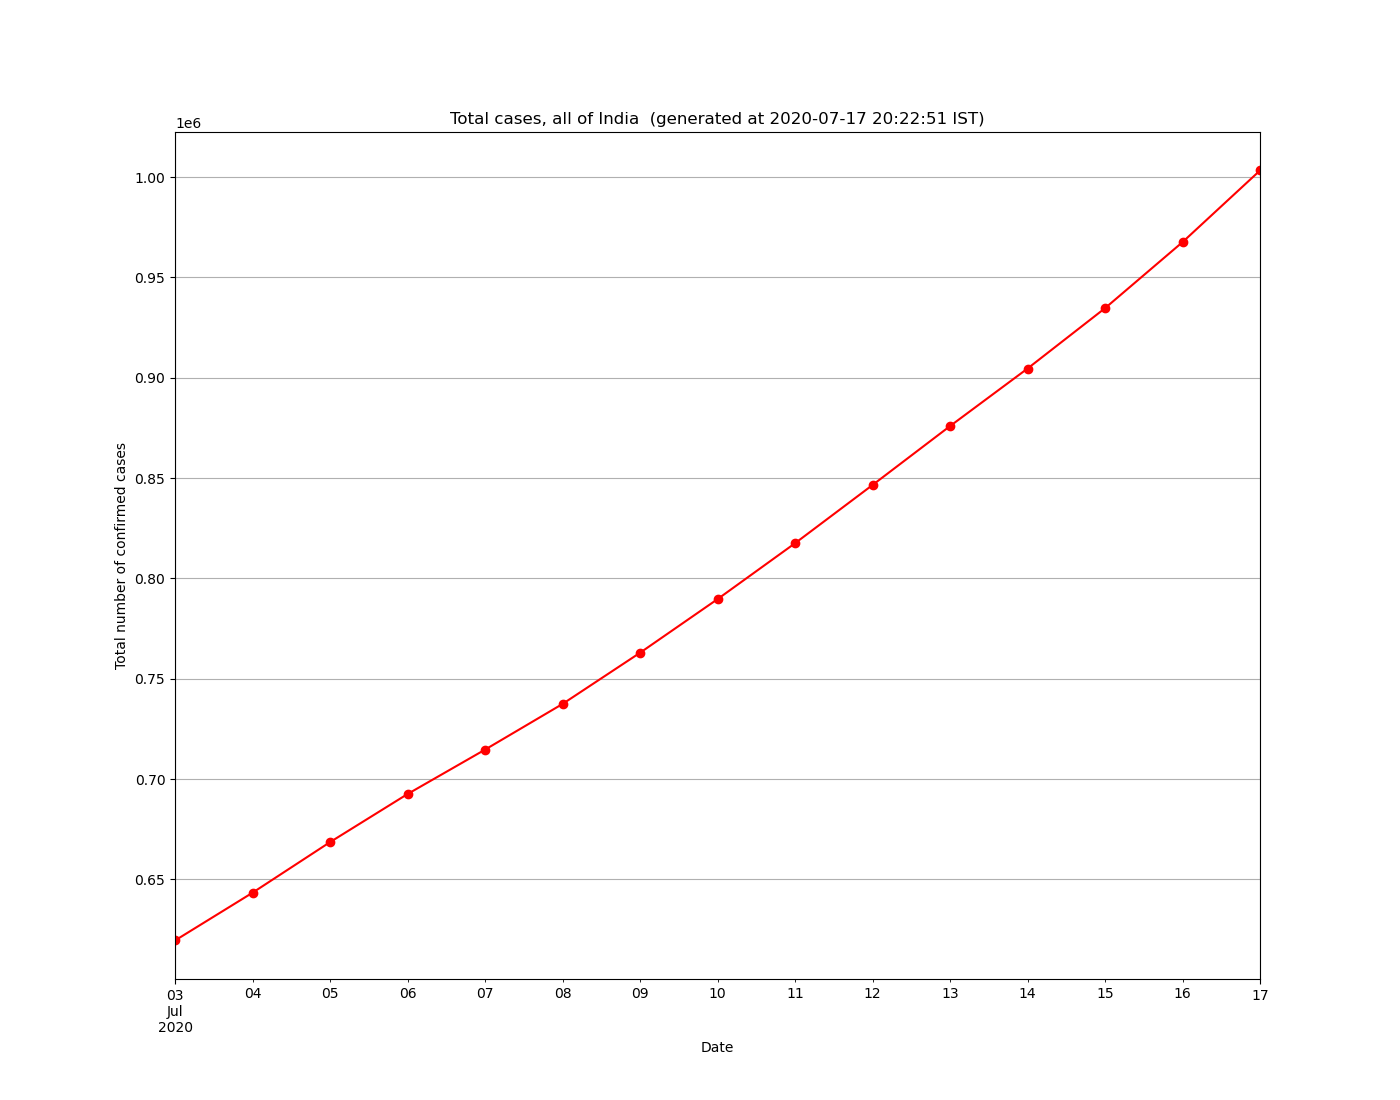 Total cases, all of India  (generated at 2020-07-17 20:22:51 IST)
1e6
1.00
0.95
0.90
0.85
0.80
0.75
0.70
0.65
Total number of confirmed cases
03 04 05 06 07 08 09 10 11 12 13 14 15 16 17
Jul
2020
Date